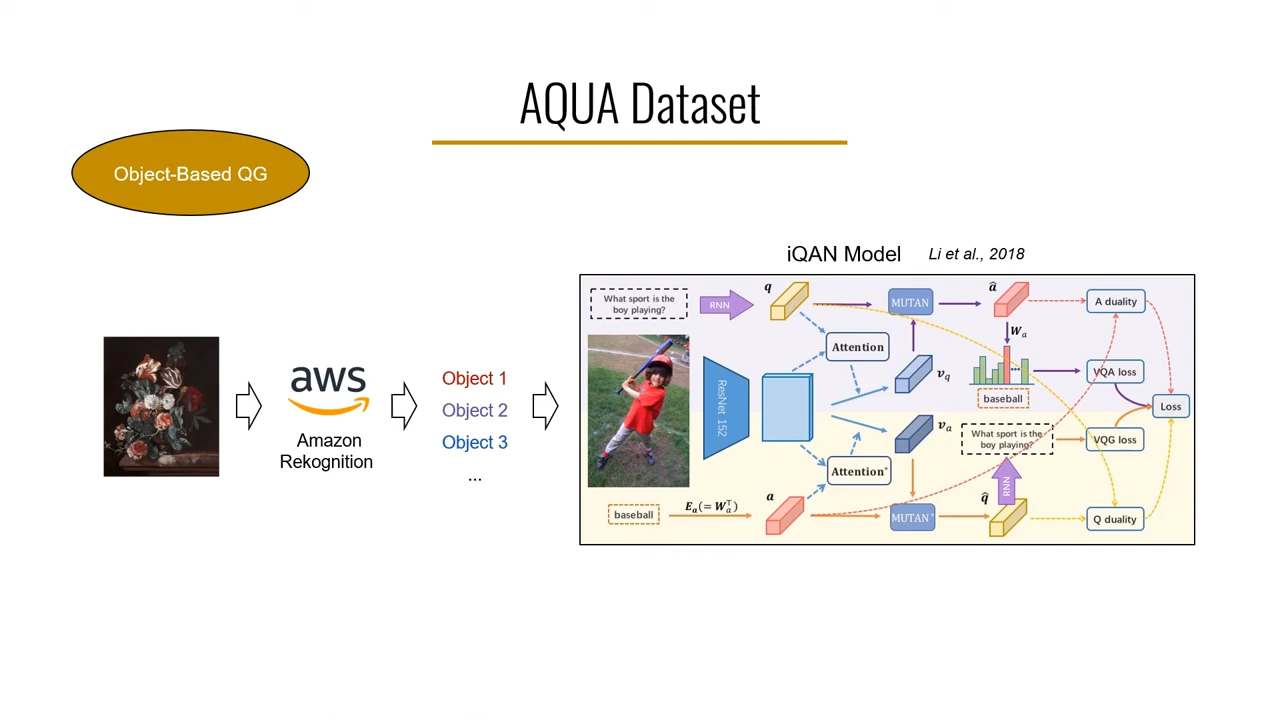 AQUA Dataset
Object-Based QG
iQAN Model
Li et al., 2018
aws
Amazon
Rekognition
Object 1
Object 2
Object 3
...
What sport is the
boy playing?
RNN
q
MUTAN
â
A duality
Attention
W_a
v_q
...
baseball
VQA loss
ResNet 152
Loss
v_a
What sport is the
boy playing?
VQG loss
Attention*
RNN
baseball
E_a(= W_a^T)
a
MUTAN*
q̂
Q duality